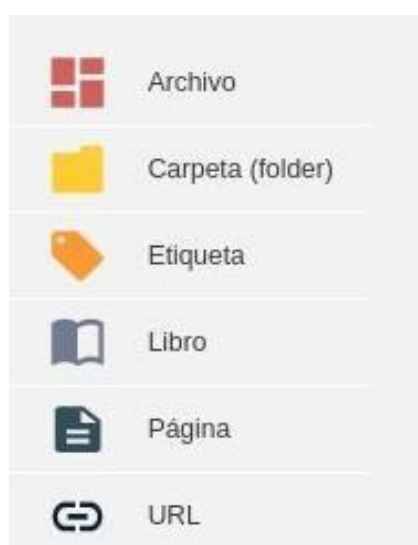 Archivo
Carpeta (folder)
Etiqueta
Libro
Página
URL